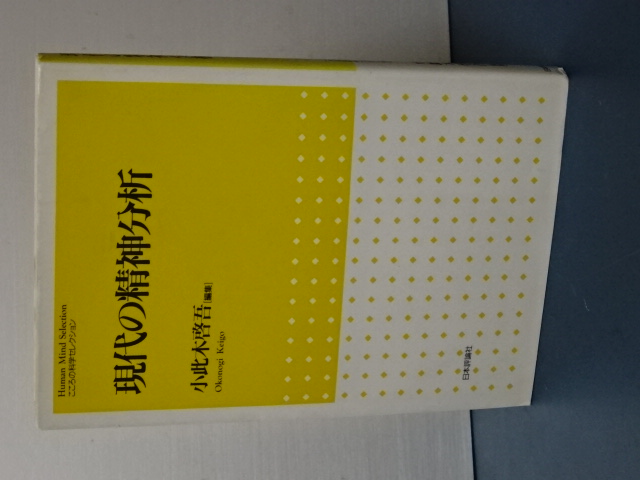 Human Mind Selection
こころの科学セレクション
現代の精神分析
小此木啓吾[編集]
Okonogi Keigo
日本評論社